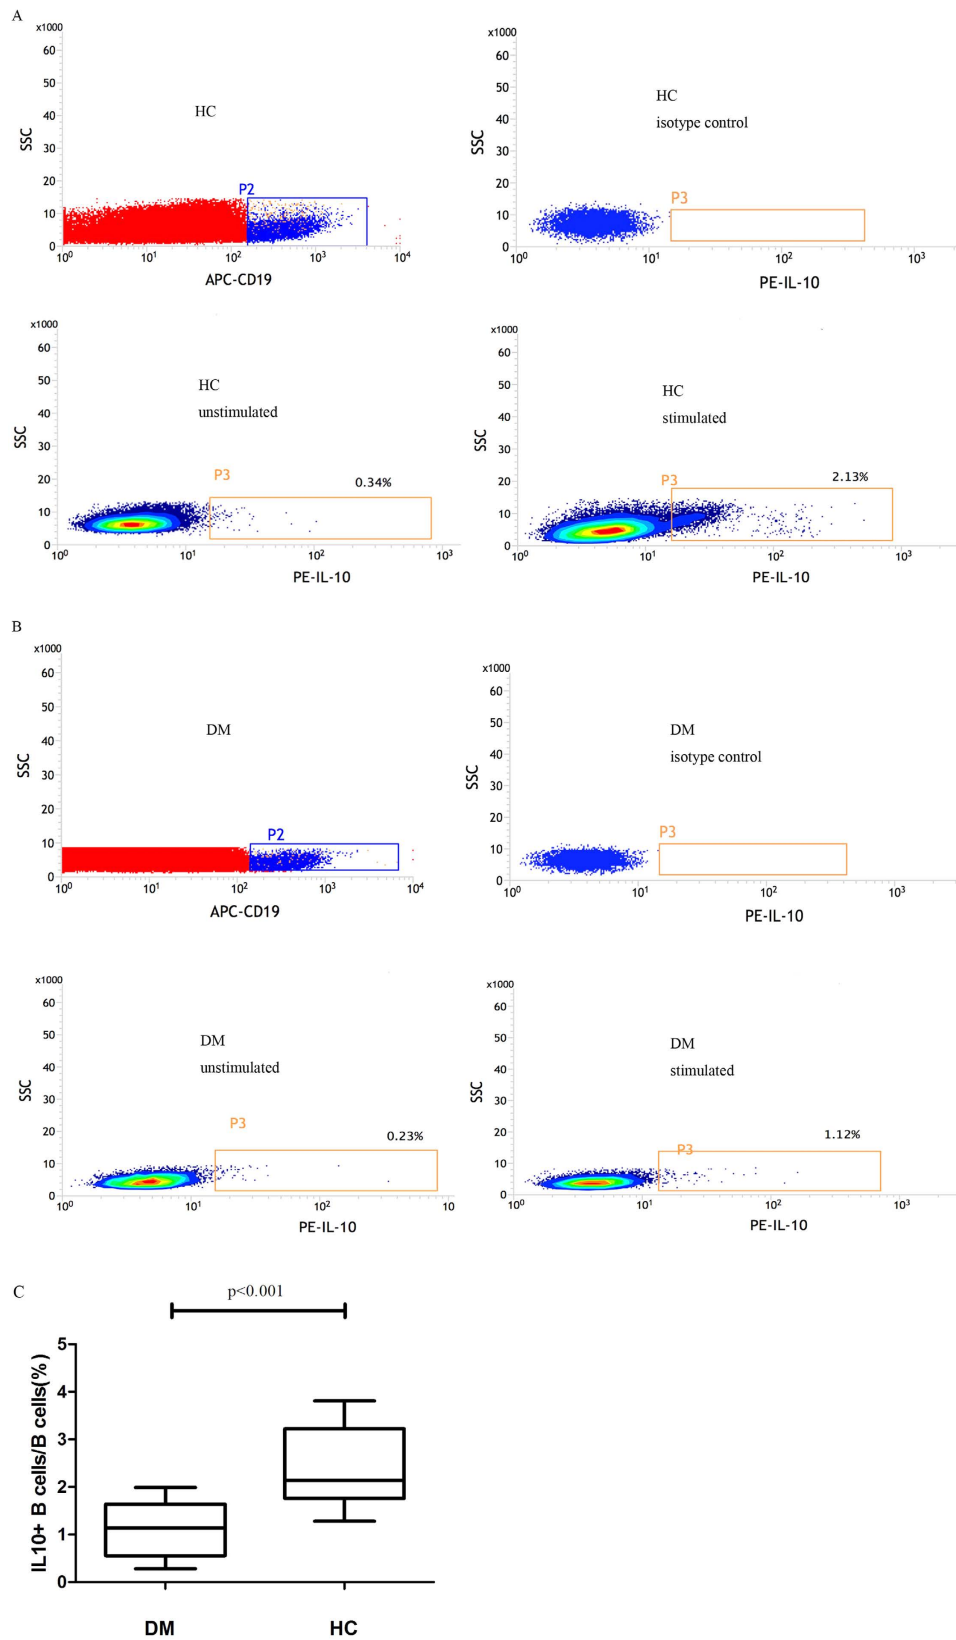 A
x1000
60
50
40
30
20
10
0
SSC
HC
P2
10⁰ 10¹ 10² 10³ 10⁴
APC-CD19
x1000
60
50
40
30
20
10
0
SSC
HC
isotype control
P3
10⁰ 10¹ 10² 10³
PE-IL-10
x1000
60
50
40
30
20
10
0
SSC
HC
unstimulated
P3
0.34%
10⁰ 10¹ 10² 10³
PE-IL-10
x1000
60
50
40
30
20
10
0
SSC
HC
stimulated
P3
2.13%
10⁰ 10¹ 10² 10³
PE-IL-10
B
x1000
60
50
40
30
20
10
0
SSC
DM
P2
10⁰ 10¹ 10² 10³ 10⁴
APC-CD19
x1000
60
50
40
30
20
10
0
SSC
DM
isotype control
P3
10⁰ 10¹ 10² 10³
PE-IL-10
x1000
60
50
40
30
20
10
0
SSC
DM
unstimulated
P3
0.23%
10⁰ 10¹ 10² 10
PE-IL-10
x1000
60
50
40
30
20
10
0
SSC
DM
stimulated
P3
1.12%
10⁰ 10¹ 10² 10³
PE-IL-10
C
p<0.001
5
4
3
2
1
0
IL10+ B cells/B cells(%)
DM HC